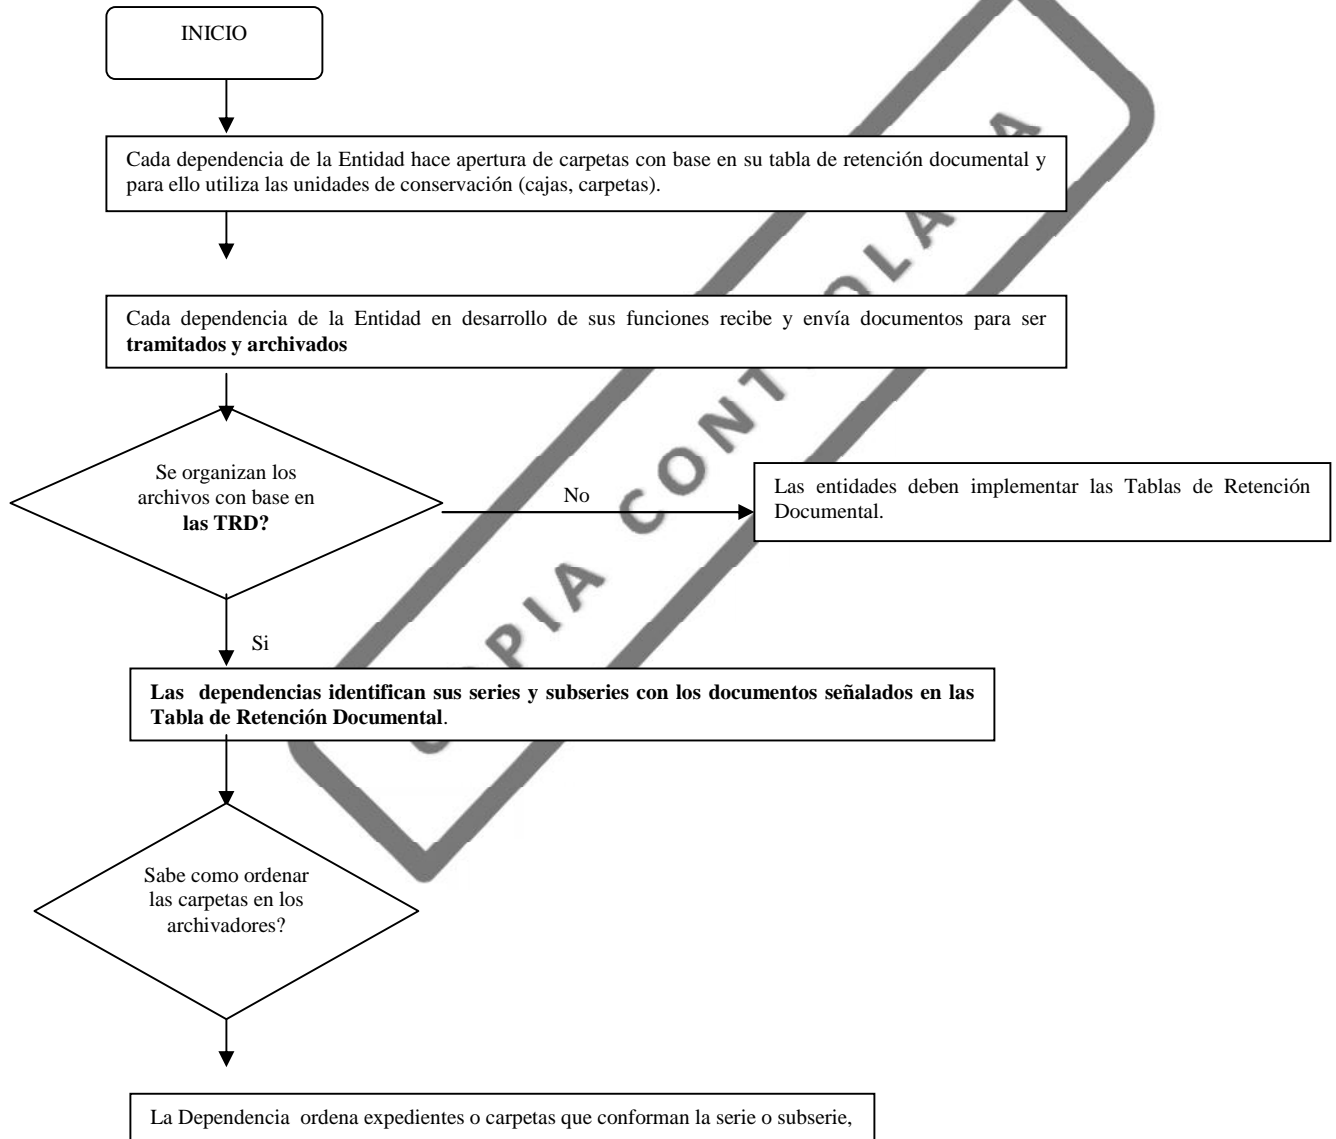 INICIO
Cada dependencia de la Entidad hace apertura de carpetas con base en su tabla de retención documental y
para ello utiliza las unidades de conservación (cajas, carpetas).
Cada dependencia de la Entidad en desarrollo de sus funciones recibe y envía documentos para ser
tramitados y archivados
Se organizan los
archivos con base en
las TRD?
No
Las entidades deben implementar las Tablas de Retención
Documental.
Si
Las dependencias identifican sus series y subseries con los documentos señalados en las
Tabla de Retención Documental.
Sabe como ordenar
las carpetas en los
archivadores?
La Dependencia ordena expedientes o carpetas que conforman la serie o subserie,
COPIA CONTROLADA